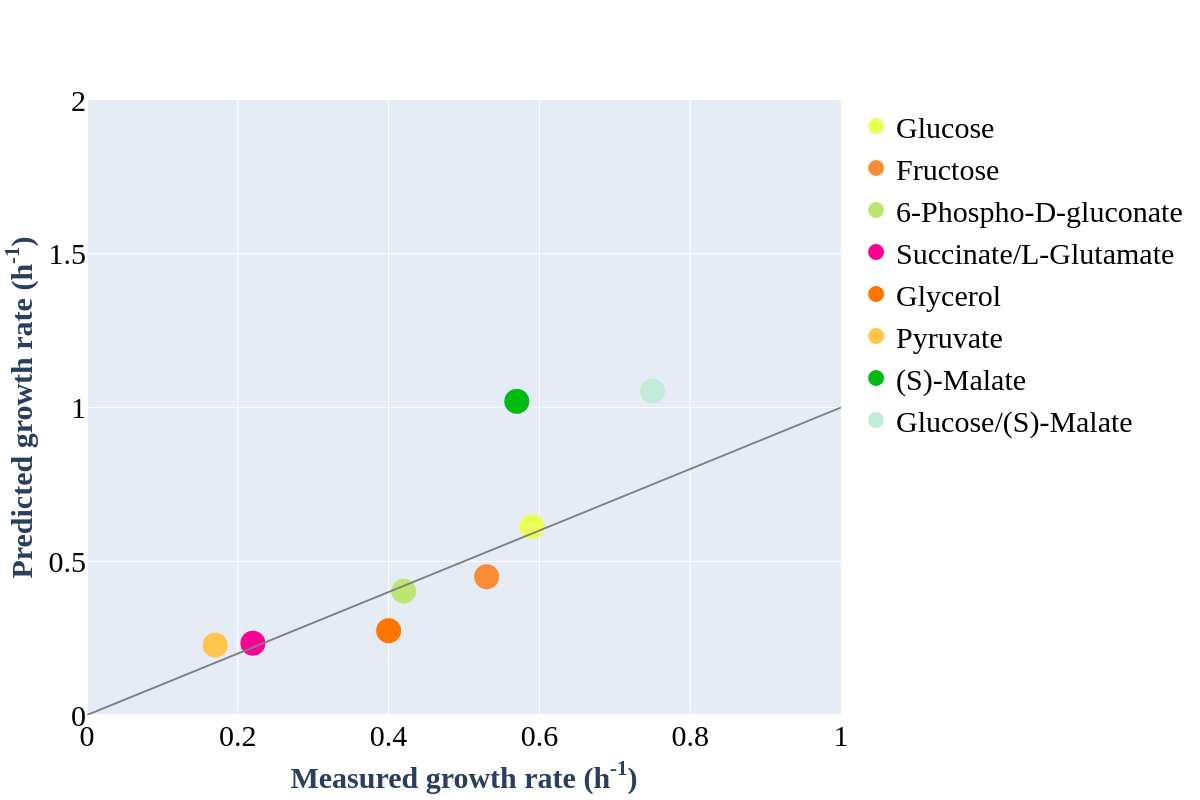 2
1.5
1
0.5
0
0
0.2
0.4
0.6
0.8
1
Predicted growth rate (h⁻¹)
Measured growth rate (h⁻¹)
Glucose
Fructose
6-Phospho-D-gluconate
Succinate/L-Glutamate
Glycerol
Pyruvate
(S)-Malate
Glucose/(S)-Malate